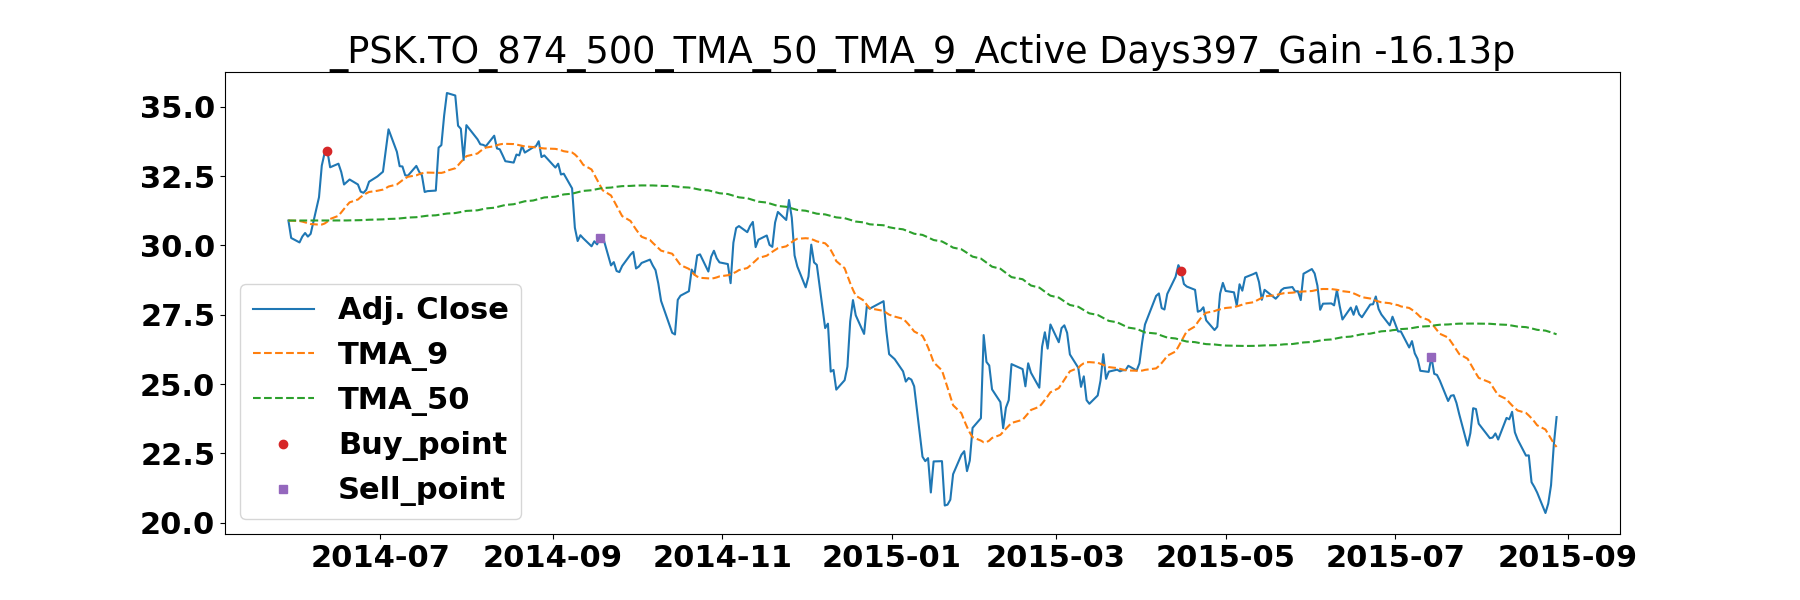 _PSK.TO_874_500_TMA_50_TMA_9_Active Days397_Gain -16.13p
35.0
32.5
30.0
27.5
25.0
22.5
20.0
Adj. Close
TMA_9
TMA_50
Buy_point
Sell_point
2014-07 2014-09 2014-11 2015-01 2015-03 2015-05 2015-07 2015-09